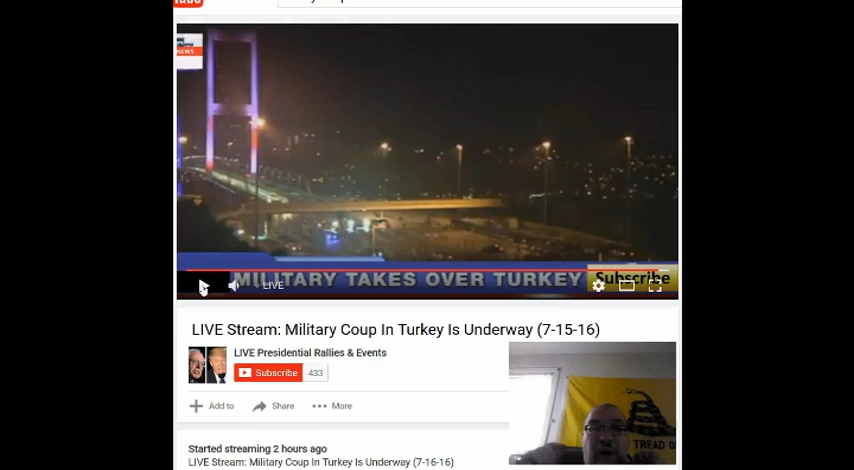 NEWS
MILITARY TAKES OVER TURKEY
Subscribe
LIVE
LIVE Stream: Military Coup In Turkey Is Underway (7-15-16)
LIVE Presidential Rallies & Events
Subscribe 433
Add to Share More
TREAD
Started streaming 2 hours ago
LIVE Stream: Military Coup In Turkey Is Underway (7-16-16)